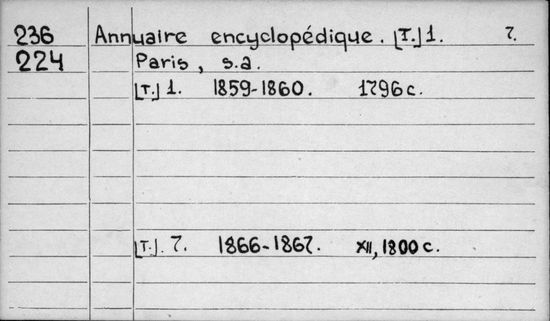 236 Annuaire encyclopédique. [T.] 1. 7.
224 Paris, s.a.
[T.] 1. 1859-1860. 1796 c.
[T.]. 7. 1866-1867. XII, 1800 c.